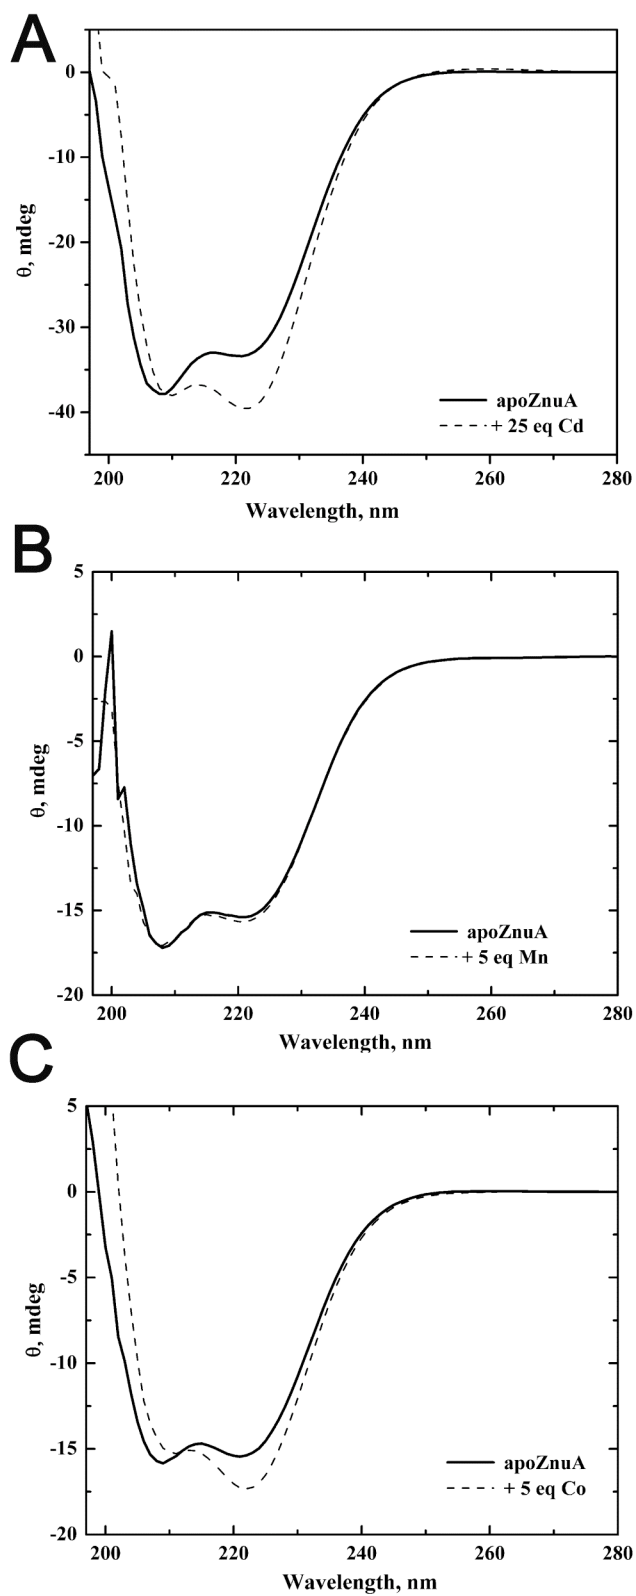 A
0
-10
-20
-30
-40
θ, mdeg
apoZnuA
+ 25 eq Cd
200 220 240 260 280
Wavelength, nm
B
5
0
-5
-10
-15
-20
θ, mdeg
apoZnuA
+ 5 eq Mn
200 220 240 260 280
Wavelength, nm
C
5
0
-5
-10
-15
-20
θ, mdeg
apoZnuA
+ 5 eq Co
200 220 240 260 280
Wavelength, nm